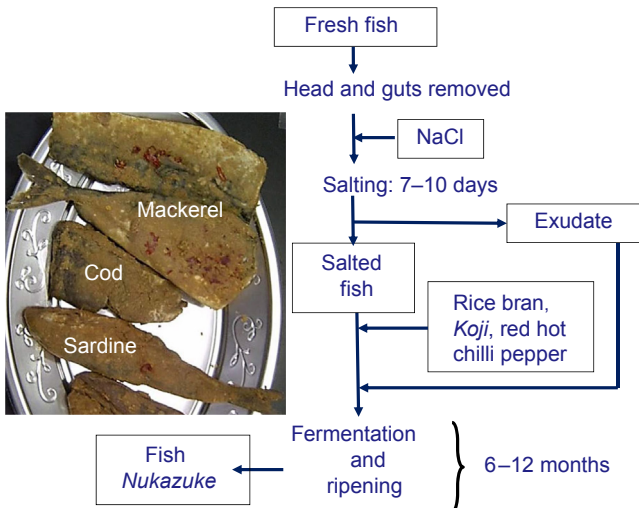 Fresh fish
Head and guts removed
NaCl
Salting: 7–10 days
Exudate
Salted
fish
Rice bran,
Koji, red hot
chilli pepper
Fermentation
and
ripening
6–12 months
Fish
Nukazuke
Mackerel
Cod
Sardine